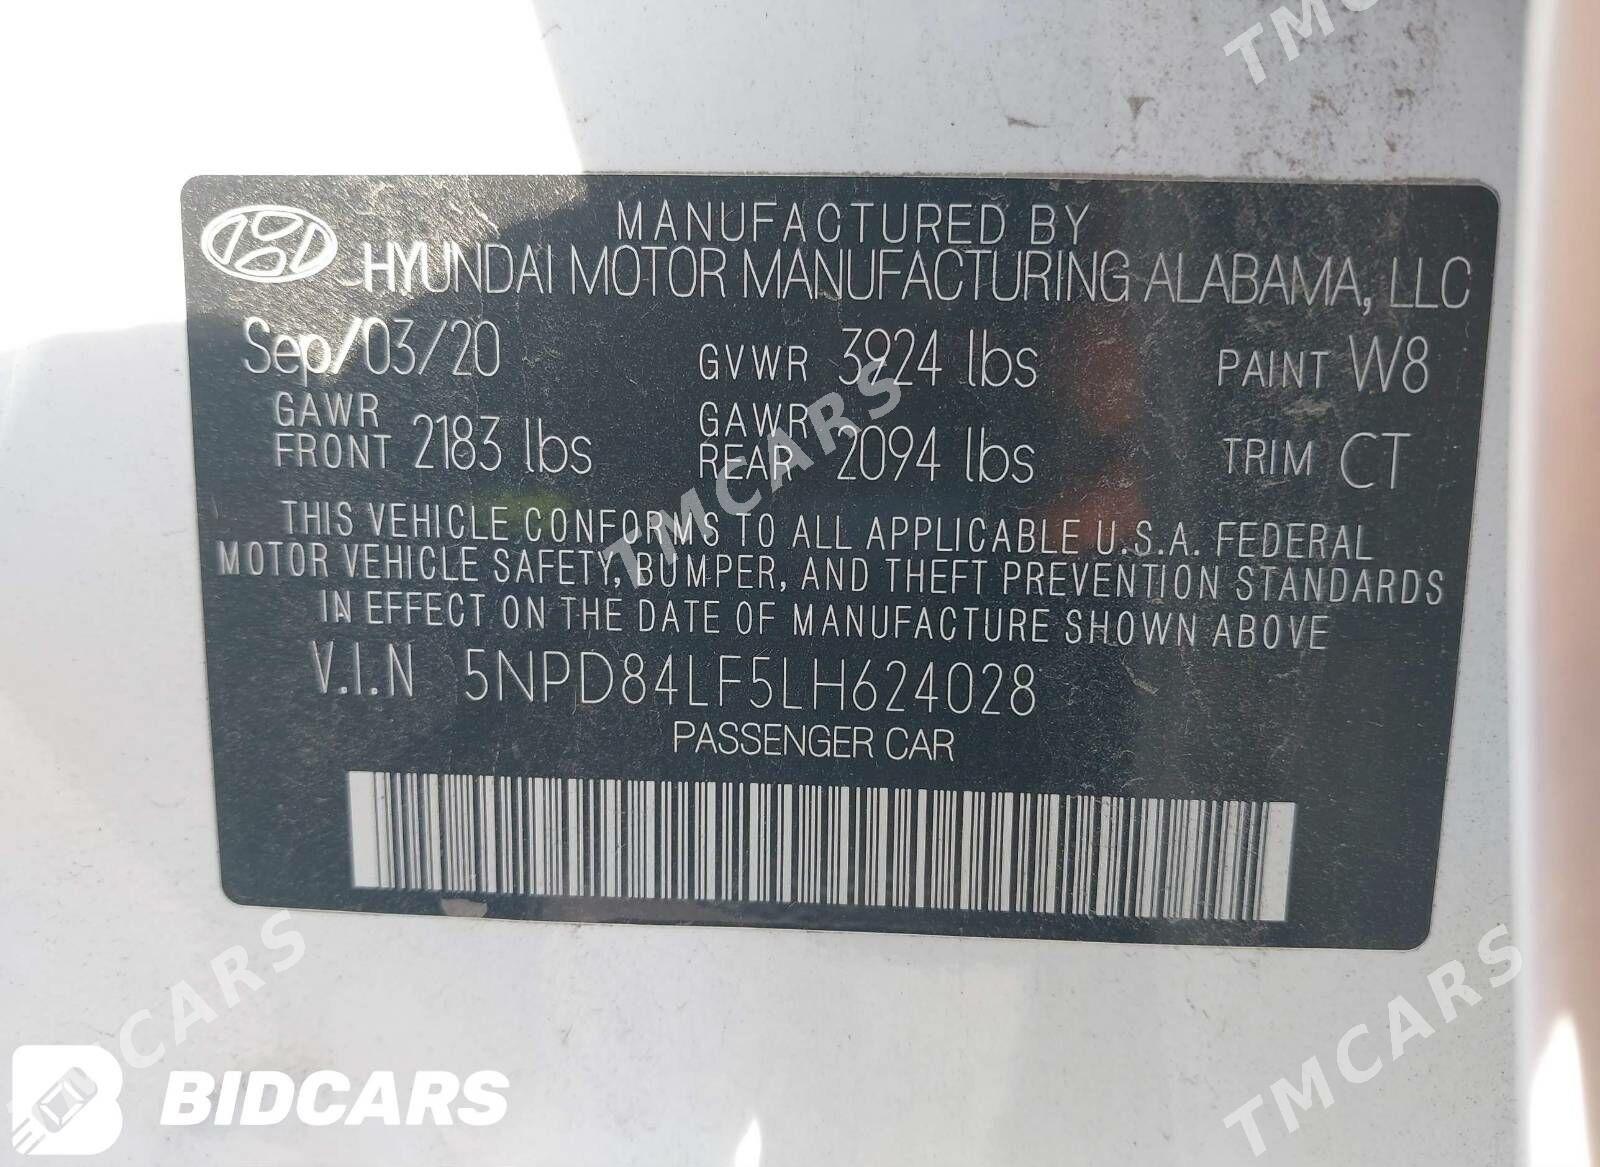 TMCARS
MANUFACTURED BY
HYUNDAI MOTOR MANUFACTURING ALABAMA, LLC
Sep/03/20 GVWR 3924 lbs PAINT W8
GAWR FRONT 2183 lbs GAWR REAR 2094 lbs TRIM CT
TMCARS
THIS VEHICLE CONFORMS TO ALL APPLICABLE U.S.A. FEDERAL
MOTOR VEHICLE SAFETY, BUMPER, AND THEFT PREVENTION STANDARDS
IN EFFECT ON THE DATE OF MANUFACTURE SHOWN ABOVE
V.I.N 5NPD84LF5LH624028
PASSENGER CAR
TMCARS
TMCARS
BIDCARS